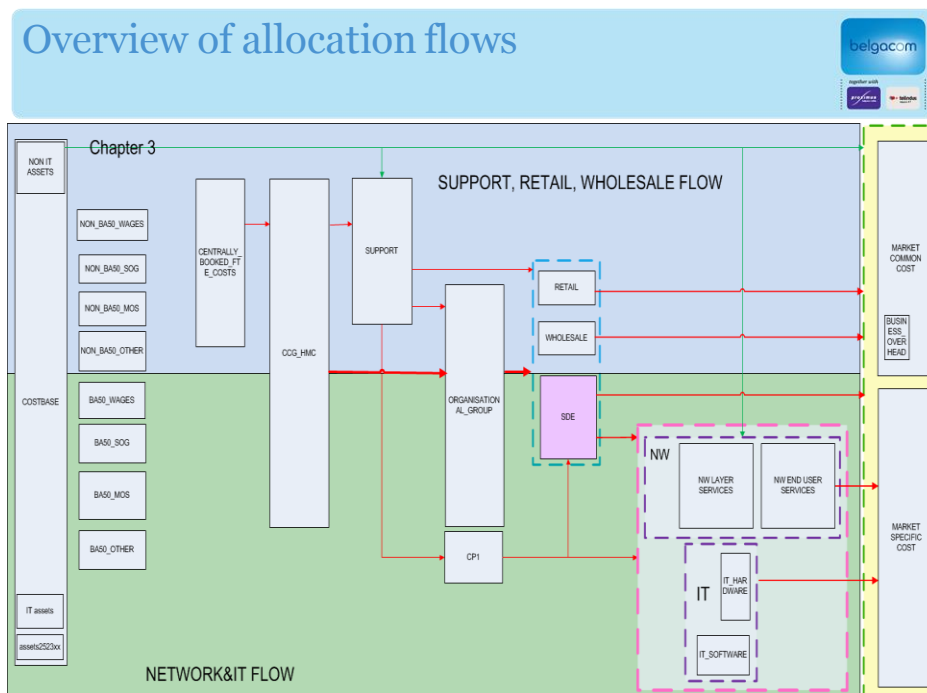 Overview of allocation flows
belgacom
together with
proximus
telindus
Chapter 3
NON IT
ASSETS
SUPPORT, RETAIL, WHOLESALE FLOW
NON_BA50_WAGES
NON_BA50_SOG
NON_BA50_MOS
NON_BA50_OTHER
CENTRALLY_
BOOKED_FT
E_COSTS
CCG_HMC
SUPPORT
RETAIL
WHOLESALE
MARKET
COMMON
COST
BUSIN
ESS_
OVER
HEAD
COSTBASE
BA50_WAGES
BA50_SOG
BA50_MOS
BA50_OTHER
ORGANISATION
AL_GROUP
SDE
CP1
NW
NW LAYER
SERVICES
NW END USER
SERVICES
MARKET
SPECIFIC
COST
IT
IT_HAR
DWARE
IT_SOFTWARE
IT assets
assets2523xx
NETWORK&IT FLOW